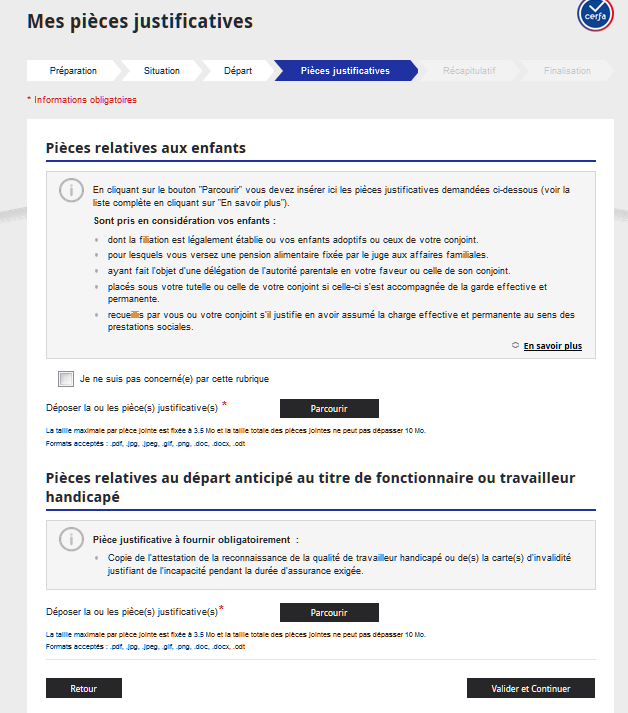 Mes pièces justificatives
cerfa
Préparation
Situation
Départ
Pièces justificatives
Récapitulatif
Finalisation
* Informations obligatoires
Pièces relatives aux enfants
En cliquant sur le bouton "Parcourir" vous devez insérer ici les pièces justificatives demandées ci-dessous (voir la
liste complète en cliquant sur "En savoir plus").
Sont pris en considération vos enfants :
dont la filiation est légalement établie ou vos enfants adoptifs ou ceux de votre conjoint.
pour lesquels vous versez une pension alimentaire fixée par le juge aux affaires familiales.
ayant fait l'objet d'une délégation de l'autorité parentale en votre faveur ou celle de son conjoint.
placés sous votre tutelle ou celle de votre conjoint si celle-ci s'est accompagnée de la garde effective et
permanente.
recueillis par vous ou votre conjoint s'il justifie en avoir assumé la charge effective et permanente au sens des
prestations sociales.
En savoir plus
Je ne suis pas concerné(e) par cette rubrique
Déposer la ou les pièce(s) justificative(s) *
Parcourir
La taille maximale par pièce jointe est fixée à 3.5 Mo et la taille totale des pièces jointes ne peut pas dépasser 10 Mo.
Formats acceptés : .pdf, .jpg, .jpeg, .gif, .png, .doc, .docx, .odt
Pièces relatives au départ anticipé au titre de fonctionnaire ou travailleur
handicapé
Pièce justificative à fournir obligatoirement :
Copie de l'attestation de la reconnaissance de la qualité de travailleur handicapé ou de(s) la carte(s) d'invalidité
justifiant de l'incapacité pendant la durée d'assurance exigée.
Déposer la ou les pièce(s) justificative(s) *
Parcourir
La taille maximale par pièce jointe est fixée à 3.5 Mo et la taille totale des pièces jointes ne peut pas dépasser 10 Mo.
Formats acceptés : .pdf, .jpg, .jpeg, .gif, .png, .doc, .docx, .odt
Retour
Valider et Continuer